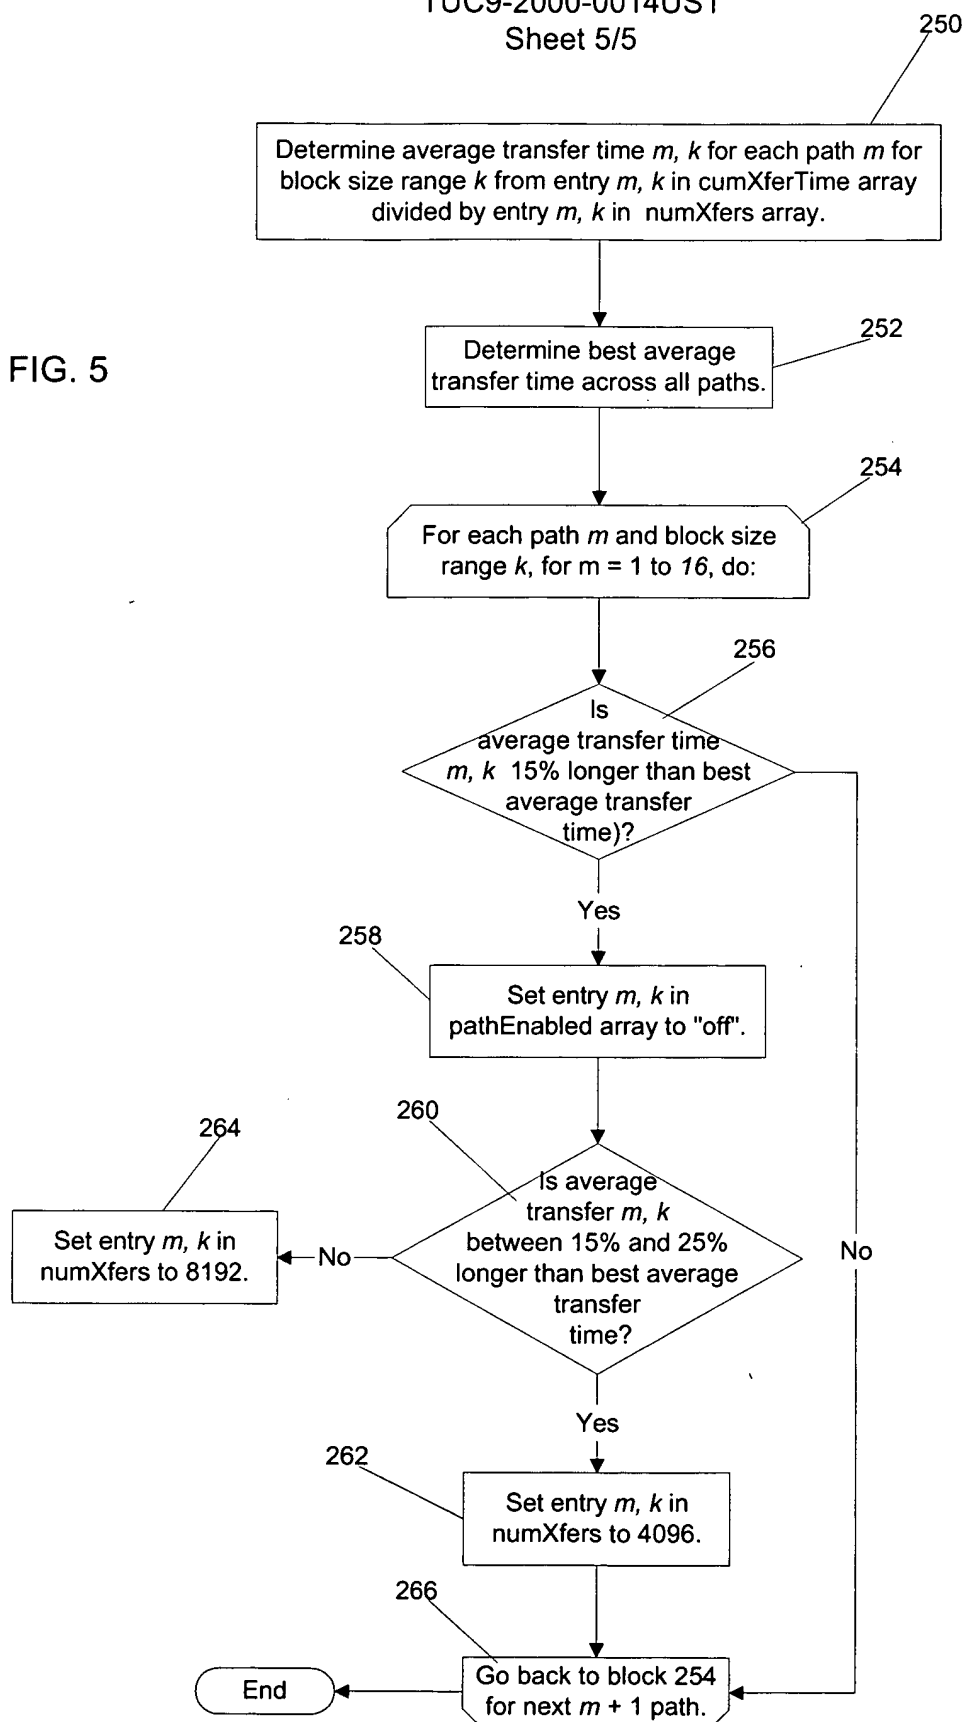 TUC9-2000-0014US1
Sheet 5/5
250
Determine average transfer time m, k for each path m for
block size range k from entry m, k in cumXferTime array
divided by entry m, k in numXfers array.
252
FIG. 5
Determine best average
transfer time across all paths.
254
For each path m and block size
range k, for m = 1 to 16, do:
256
Is
average transfer time
m, k 15% longer than best
average transfer
time)?
Yes
258
Set entry m, k in
pathEnabled array to "off".
260
264
Is average
transfer m, k
between 15% and 25%
longer than best average
transfer
time?
Set entry m, k in
numXfers to 8192.
No
No
Yes
262
Set entry m, k in
numXfers to 4096.
266
Go back to block 254
for next m + 1 path.
End